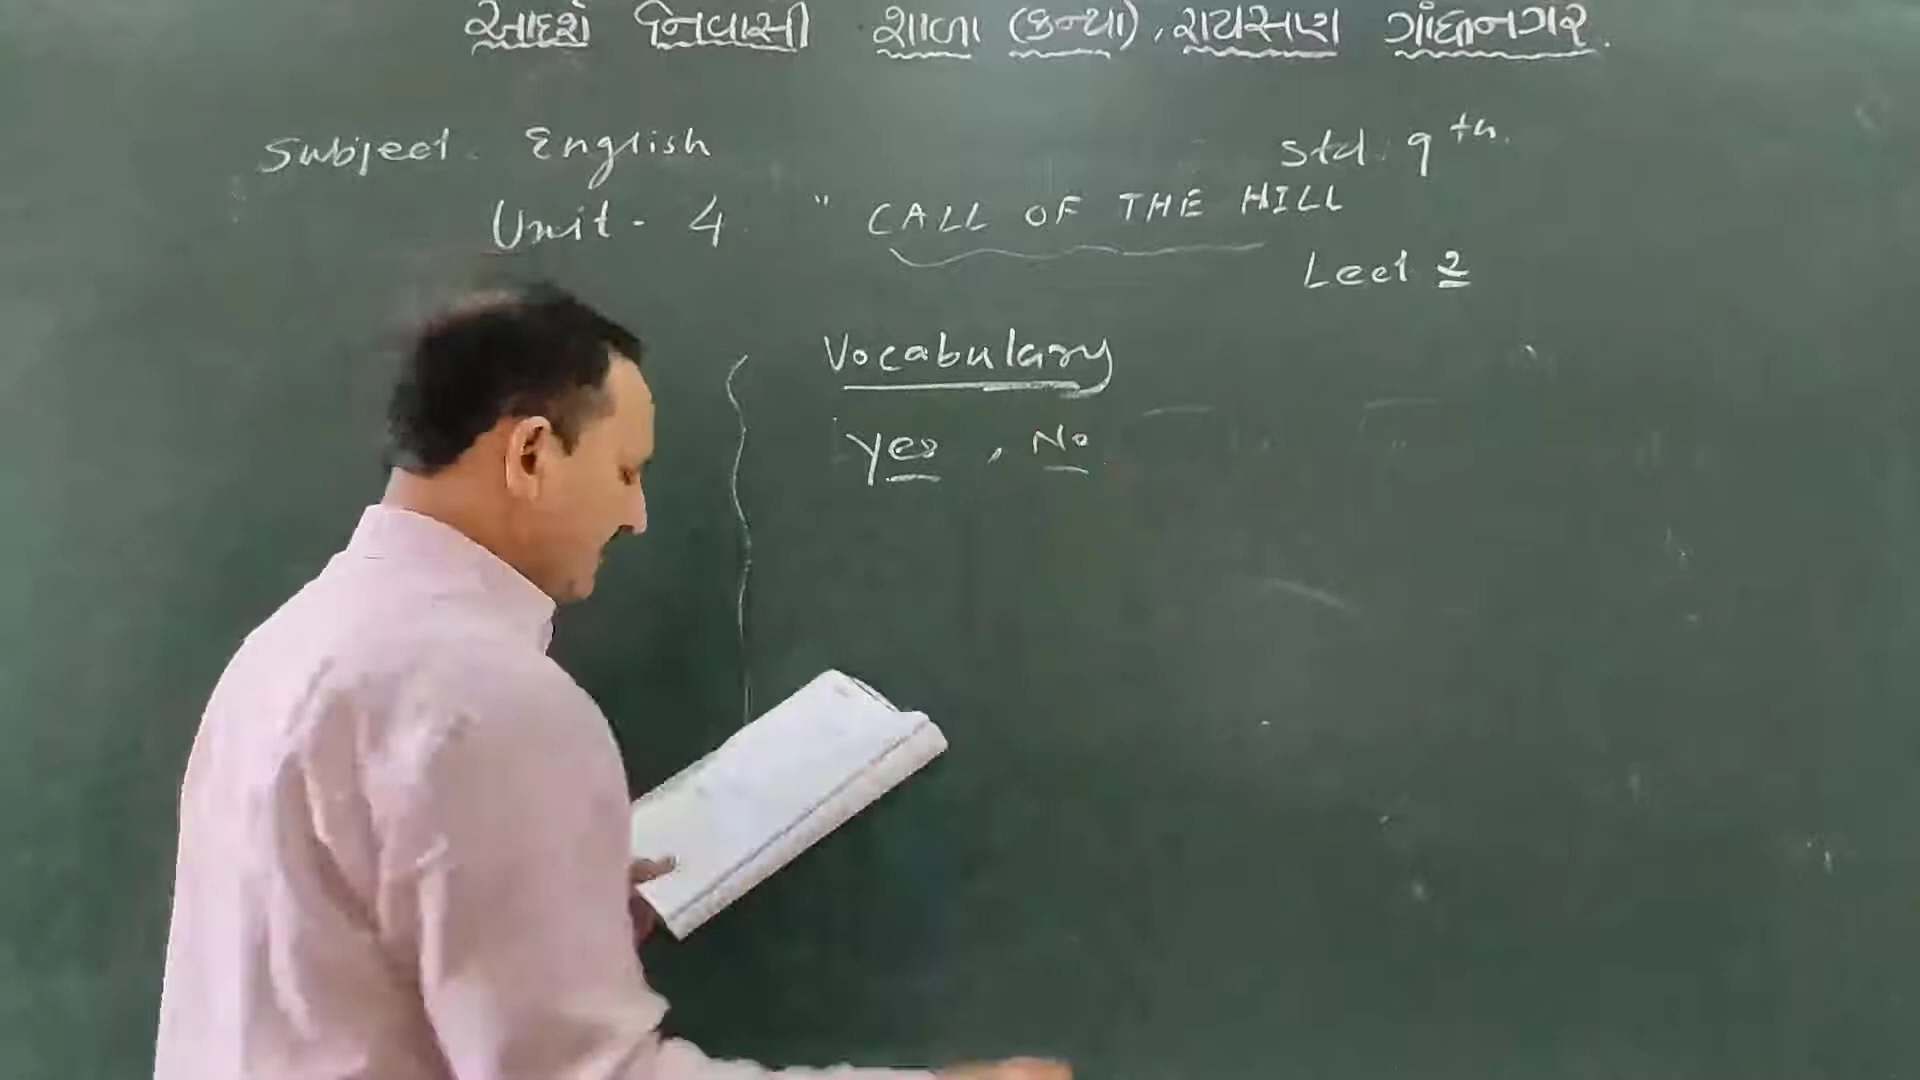 આદર્શ નિવાસી શાળા (કન્યા), રાયસણ ગાંધીનગર.
Subject. English Std. 9th.
Unit - 4. " CALL OF THE HILL
Lect 2
Vocabulary
Yes, No